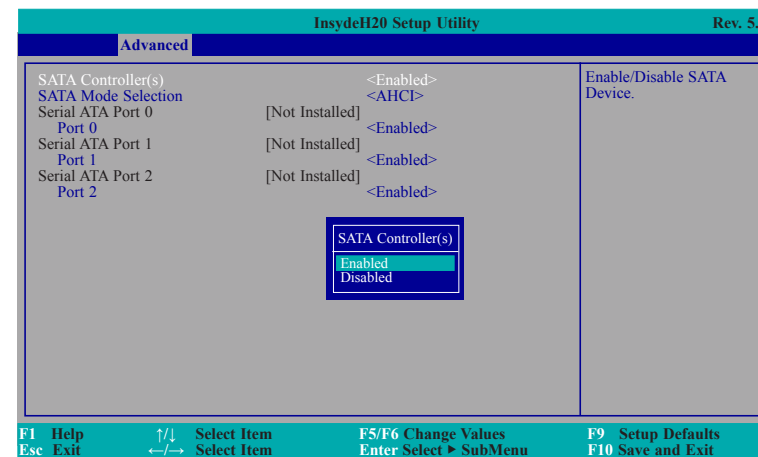 InsydeH20 Setup Utility Rev. 5.
Advanced
SATA Controller(s) <Enabled> Enable/Disable SATA
SATA Mode Selection <AHCI> Device.
Serial ATA Port 0 [Not Installed]
Port 0 <Enabled>
Serial ATA Port 1 [Not Installed]
Port 1 <Enabled>
Serial ATA Port 2 [Not Installed]
Port 2 <Enabled>
SATA Controller(s)
Enabled
Disabled
F1 Help ↑/↓ Select Item F5/F6 Change Values F9 Setup Defaults
Esc Exit ←/→ Select Item Enter Select ▶ SubMenu F10 Save and Exit